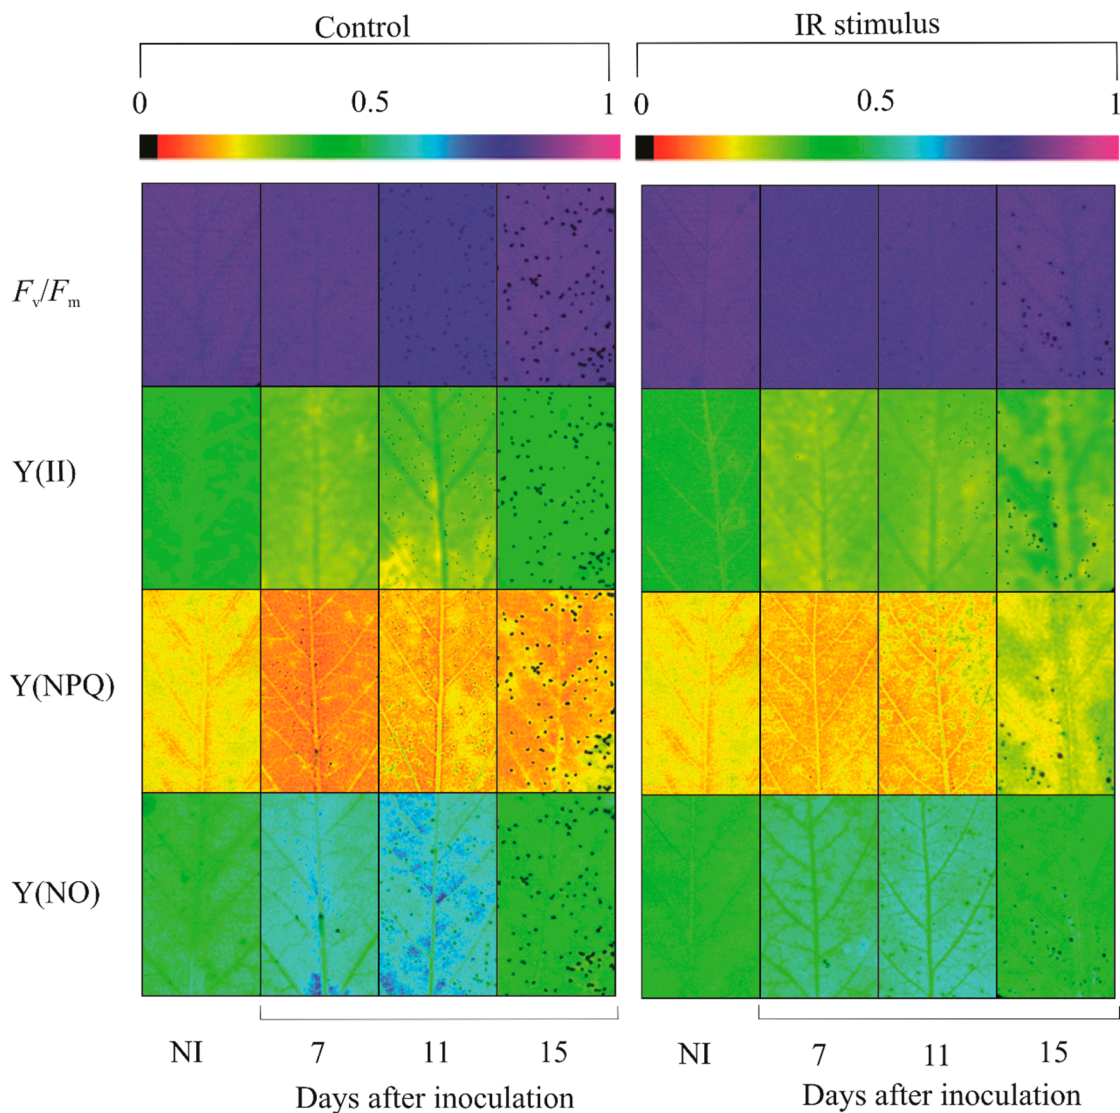 Control IR stimulus
0 0.5 1 0 0.5 1
Fv/Fm
Y(II)
Y(NPQ)
Y(NO)
NI 7 11 15 NI 7 11 15
Days after inoculation Days after inoculation